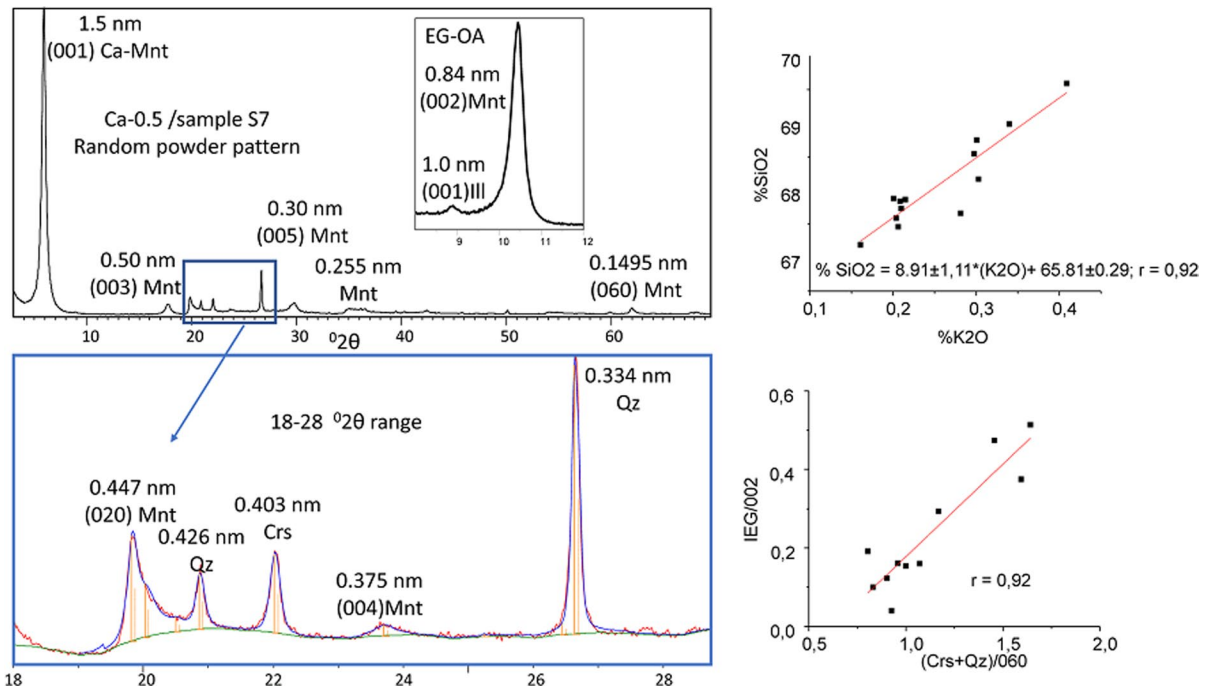 1.5 nm
(001) Ca-Mnt
Ca-0.5 /sample S7
Random powder pattern
EG-OA
0.84 nm
(002)Mnt
1.0 nm
(001)Ill
9
10
11
12
0.50 nm
(003) Mnt
0.30 nm
(005) Mnt
0.255 nm
Mnt
0.1495 nm
(060) Mnt
10
20
30
40
50
60
⁰2θ
18-28 ⁰2θ range
0.447 nm
(020) Mnt
0.426 nm
Qz
0.403 nm
Crs
0.375 nm
(004)Mnt
0.334 nm
Qz
18
20
22
24
26
28
70
69
68
67
%SiO2
% SiO2 = 8.91±1,11*(K2O)+ 65.81±0.29; r = 0,92
0,1
0,2
0,3
0,4
%K2O
0,6
0,4
0,2
0,0
IEG/002
r = 0,92
0,5
1,0
1,5
2,0
(Crs+Qz)/060